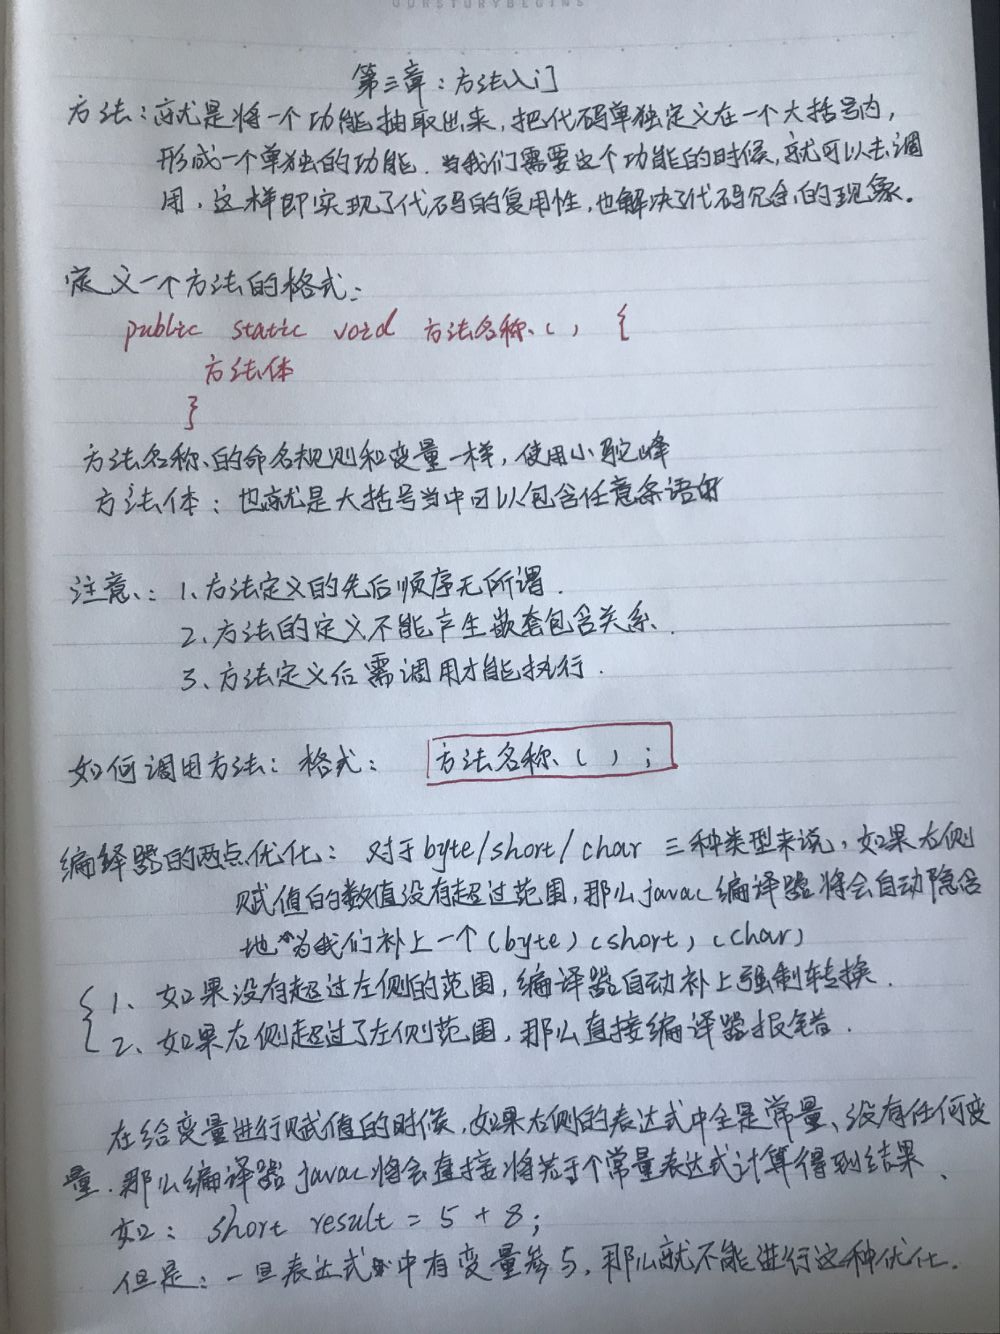 OURSTORYBEGINS
第三章：方法入门
方法：就是将一个功能抽取出来，把代码单独定义在一个大括号内，
形成一个单独的功能．当我们需要这个功能的时候，就可以去调
用．这样即实现了代码的复用性，也解决了代码冗余的现象．
定义一个方法的格式：
public static void 方法名称（）{
方法体
}
方法名称的命名规则和变量一样，使用小驼峰
方法体：也就是大括号当中可以包含任意条语句
注意：1、方法定义的先后顺序无所谓．
2、方法的定义不能产生嵌套包含关系．
3、方法定义后需调用才能执行．
如何调用方法：格式：方法名称（）；
编译器的两点优化：对于byte/short/char 三种类型来说，如果右侧
赋值的数值没有超过范围，那么javac编译器将会自动隐含
地为我们补上一个（byte）（short）（char）
1、如果没有超过左侧的范围，编译器自动补上强制转换．
2、如果右侧超过了左侧范围，那么直接编译器报错．
在给变量进行赋值的时候，如果右侧的表达式中全是常量、没有任何变
量．那么编译器javac将会直接将若干个常量表达式计算得到结果、
如：short result = 5 + 8；
但是：一旦表达式当中有变量参与，那么就不能进行这种优化．